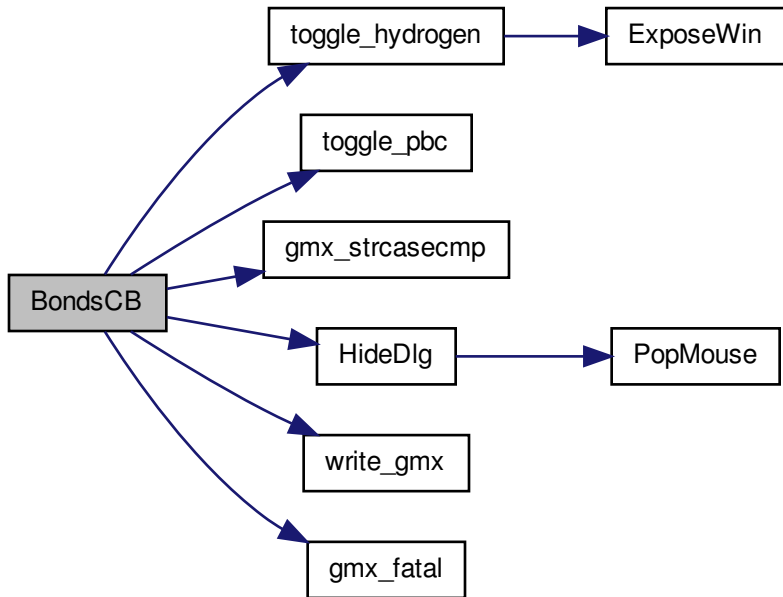 toggle_hydrogen
ExposeWin
toggle_pbc
gmx_strcasecmp
BondsCB
HideDlg
PopMouse
write_gmx
gmx_fatal